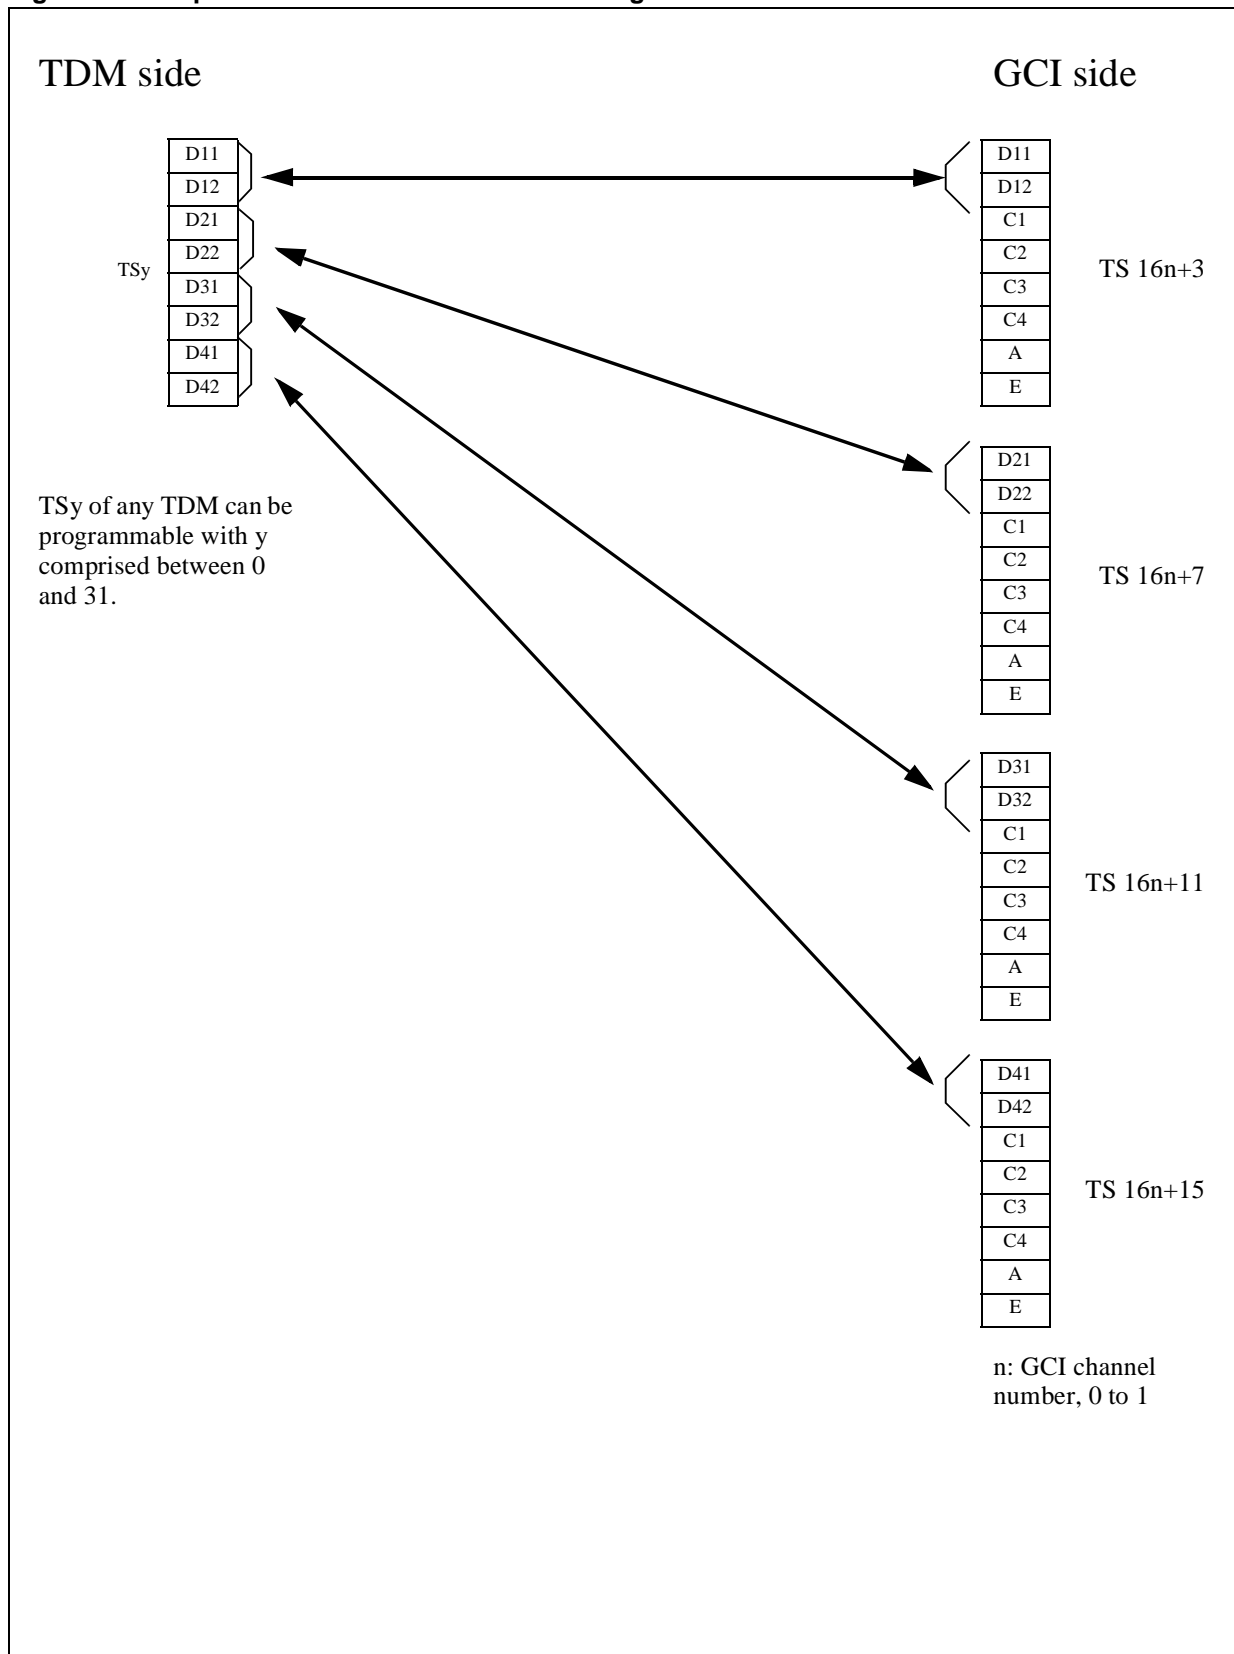 TDM side
GCI side
D11
D12
D21
D22
D31
D32
D41
D42
TSy
TSy of any TDM can be
programmable with y
comprised between 0
and 31.
D11
D12
C1
C2
C3
C4
A
E
TS 16n+3
D21
D22
C1
C2
C3
C4
A
E
TS 16n+7
D31
D32
C1
C2
C3
C4
A
E
TS 16n+11
D41
D42
C1
C2
C3
C4
A
E
TS 16n+15
n: GCI channel
number, 0 to 1